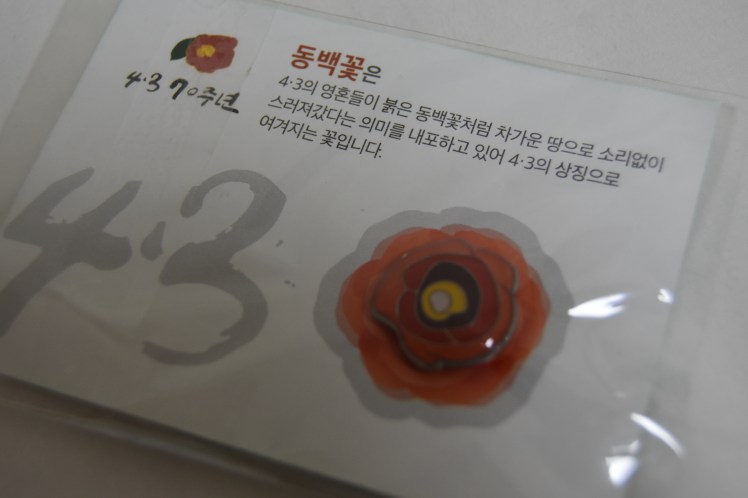 4·3 70주년
동백꽃은
4·3의 영혼들이 붉은 동백꽃처럼 차가운 땅으로 소리없이
스러져갔다는 의미를 내포하고 있어 4·3의 상징으로
여겨지는 꽃입니다.
4·3